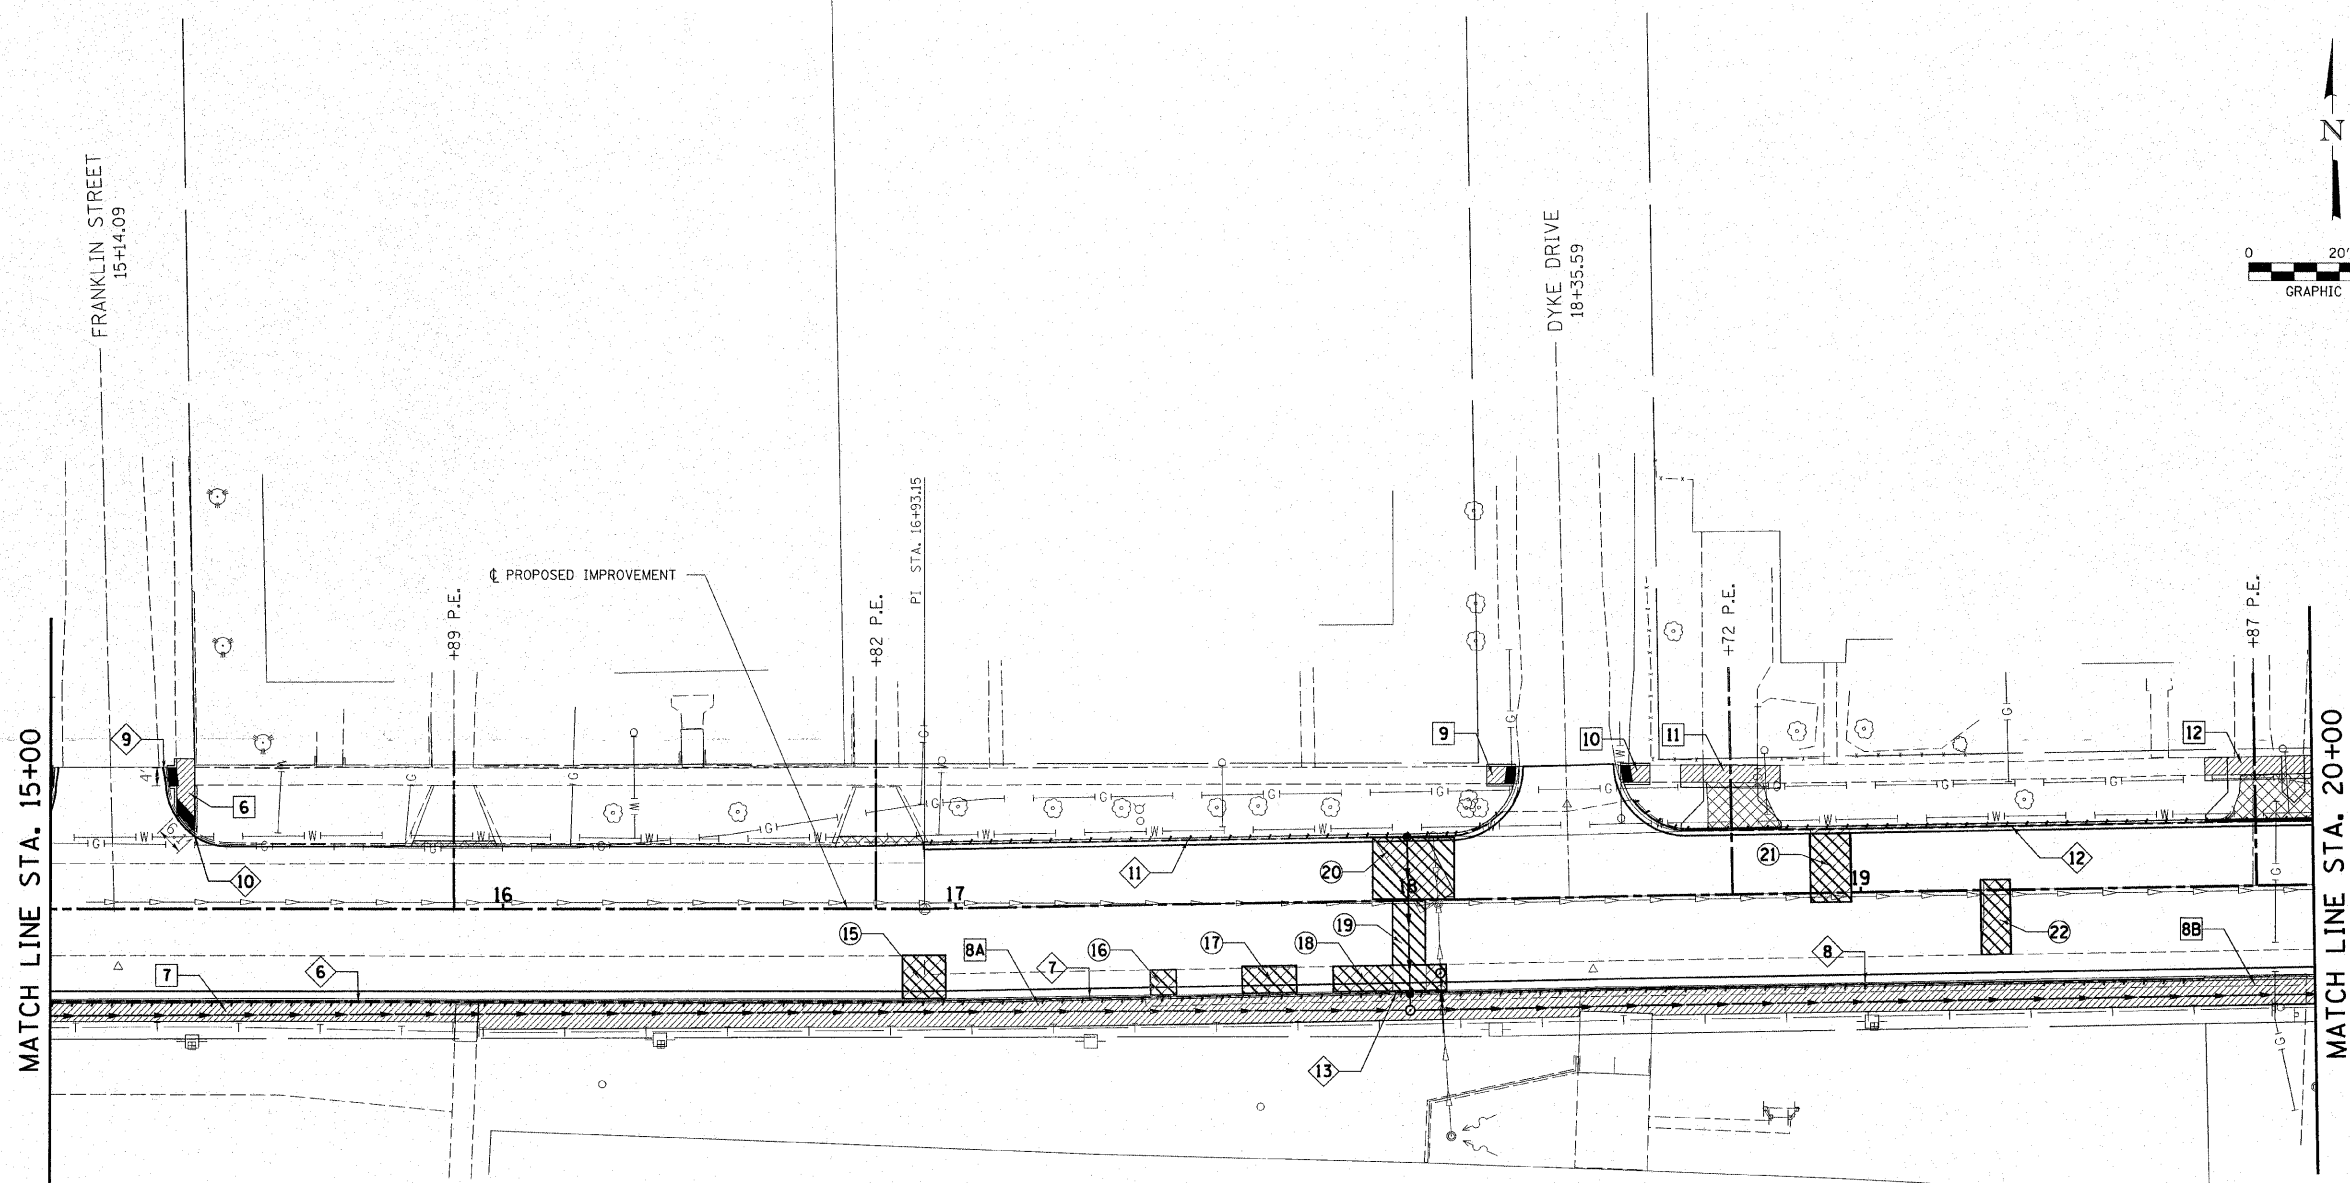 FRANKLIN STREET
15+14.09
DYKE DRIVE
18+35.59
N
0 20'
GRAPHIC
℄ PROPOSED IMPROVEMENT
+89 P.E.
+82 P.E.
PI STA. 16+93.15
+72 P.E.
+87 P.E.
MATCH LINE STA. 15+00
MATCH LINE STA. 20+00
9
4'
6
6'
10
9
10
11
12
11
12
20
21
16
17
18
19
15
8A
16
17
18
19
22
8
8B
7
6
7
13
G
W
T